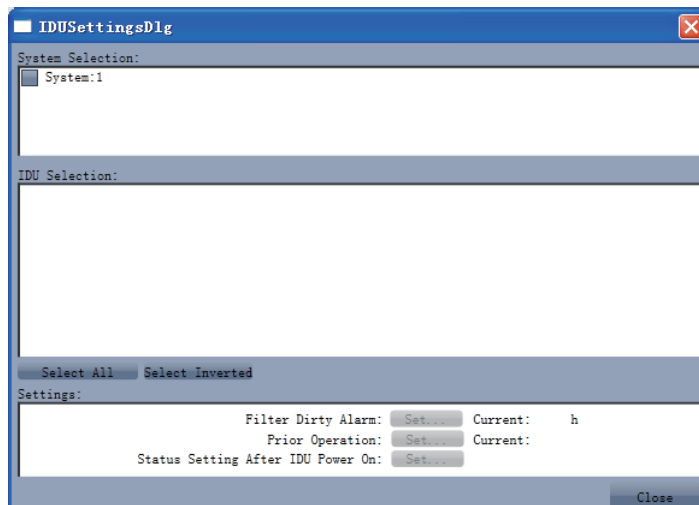 IDUSettingsDlg
System Selection:
System:1
IDU Selection:
Select All Select Inverted
Settings:
Filter Dirty Alarm: Set... Current: h
Prior Operation: Set... Current:
Status Setting After IDU Power On: Set...
Close